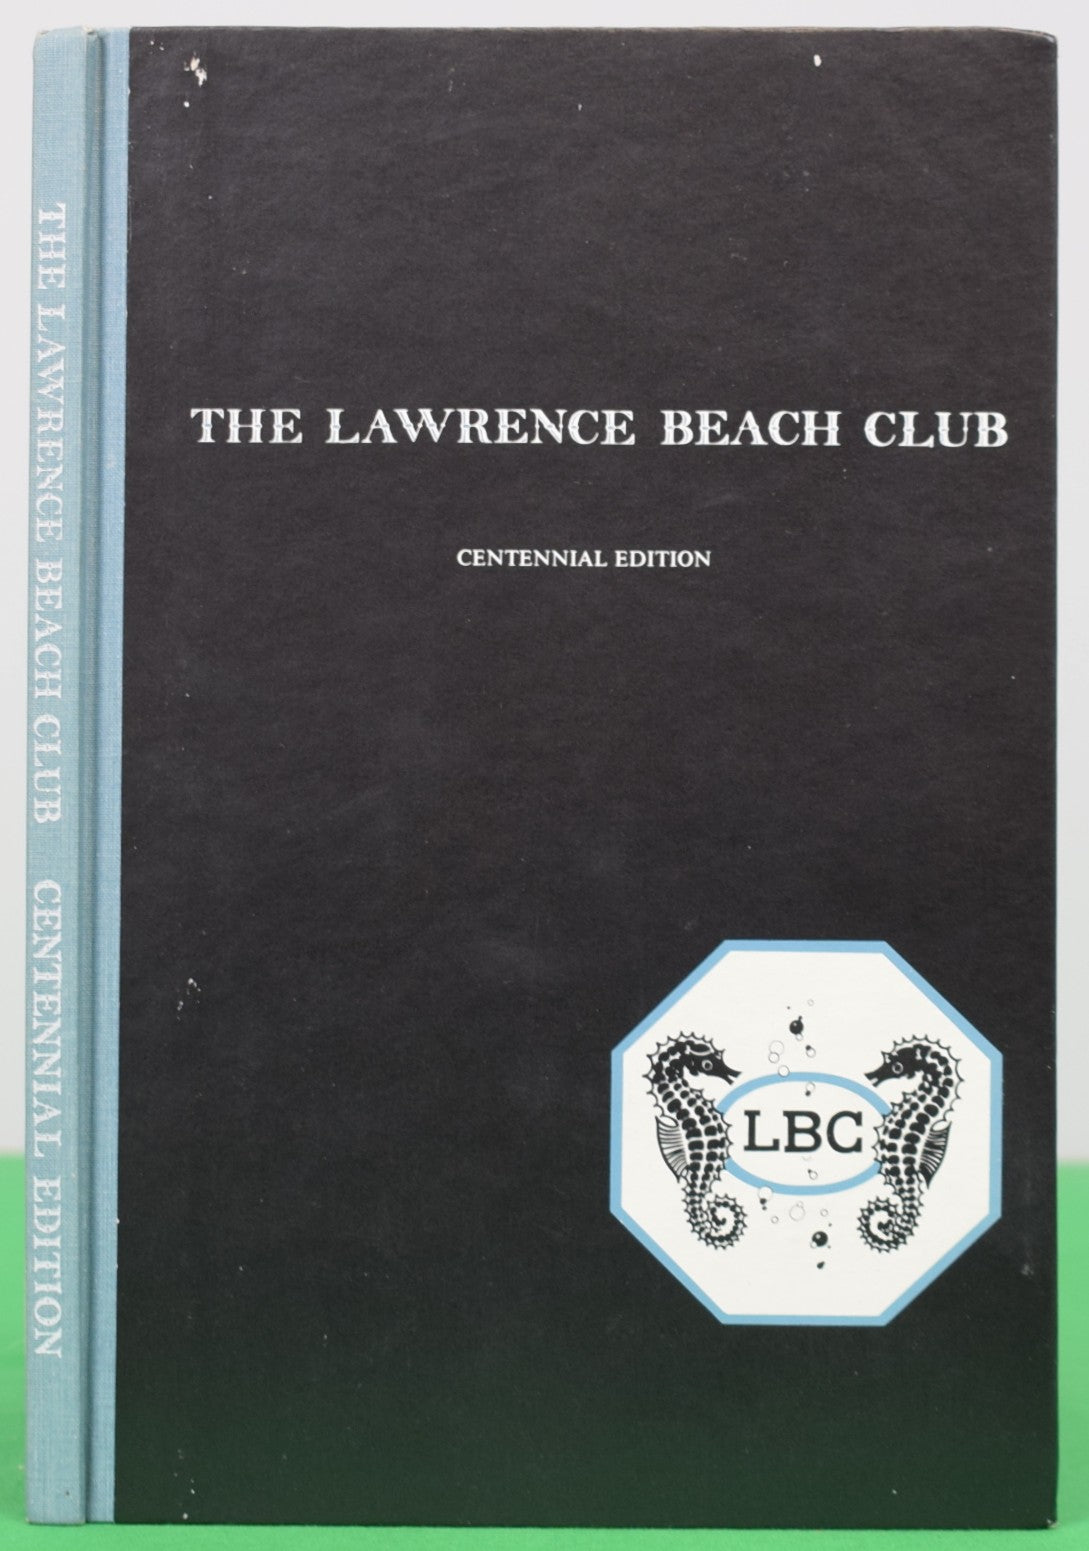 THE LAWRENCE BEACH CLUB CENTENNIAL EDITION
THE LAWRENCE BEACH CLUB
CENTENNIAL EDITION
LBC